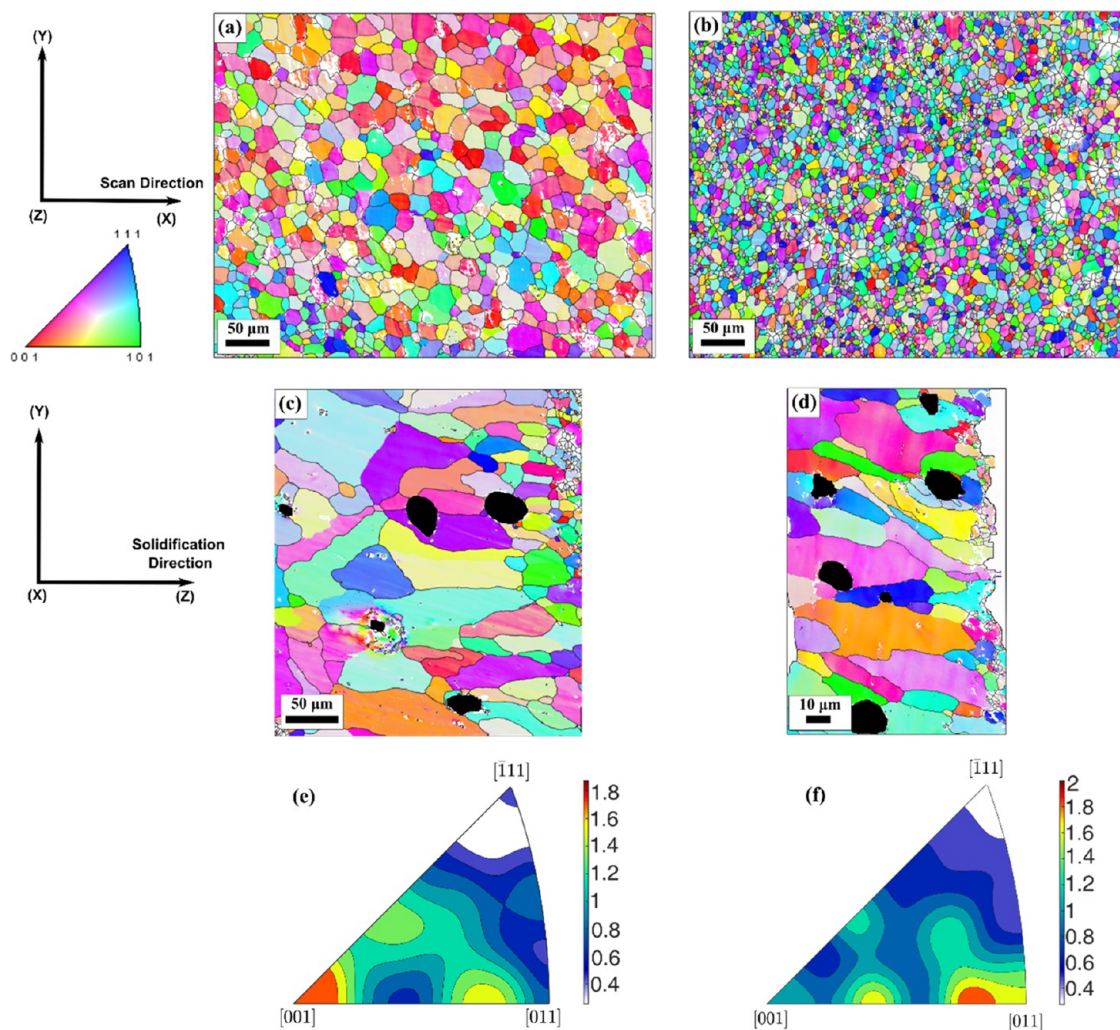 (Y)
(a)
(b)
Scan Direction
(Z)
(X)
1 1 1
0 0 1
1 0 1
50 µm
50 µm
(Y)
(c)
(d)
Solidification
Direction
(X)
(Z)
50 µm
10 µm
(e)
[1̅11]
1.8
1.6
1.4
1.2
1
0.8
0.6
0.4
[001]
[011]
(f)
[1̅11]
2
1.8
1.6
1.4
1.2
1
0.8
0.6
0.4
[001]
[011]